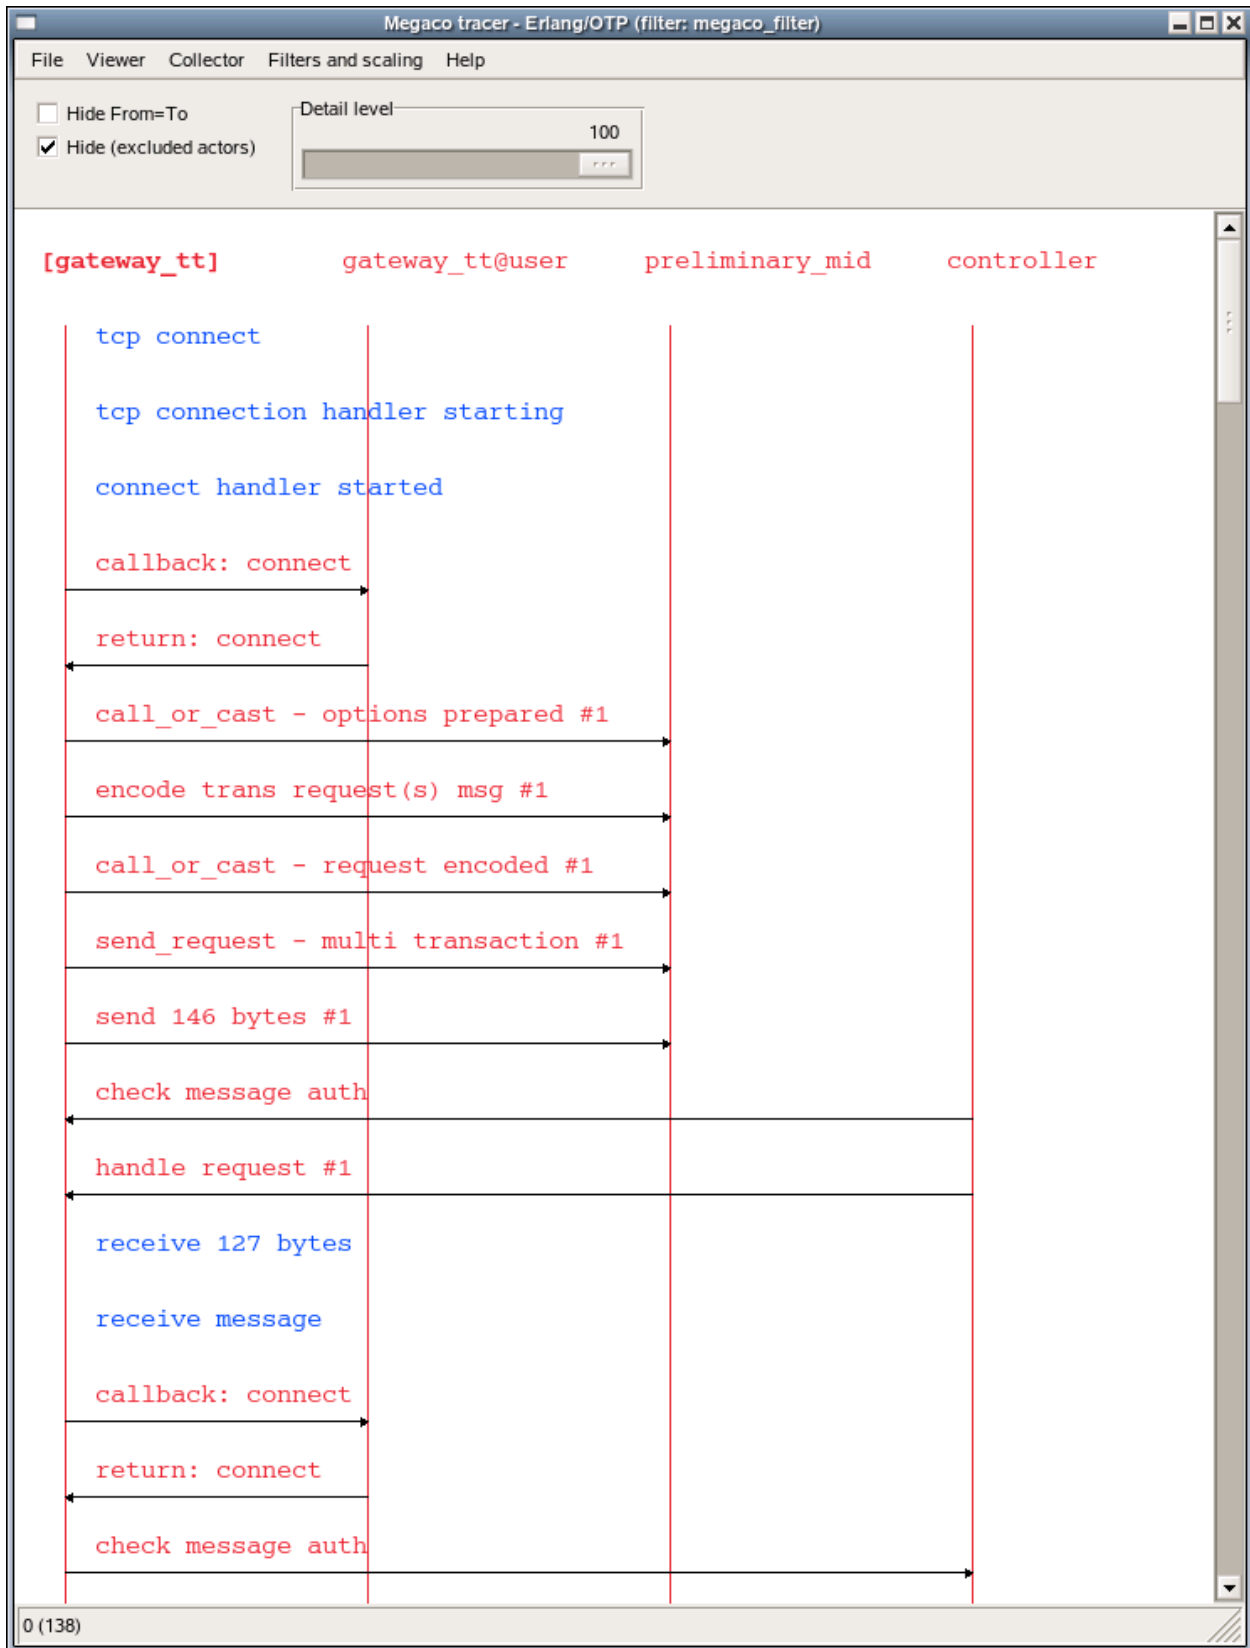 Megaco tracer - Erlang/OTP (filter: megaco_filter)
File Viewer Collector Filters and scaling Help
Hide From=To
Hide (excluded actors)
Detail level
100
[gateway_tt] gateway_tt@user preliminary_mid controller
tcp connect
tcp connection handler starting
connect handler started
callback: connect
return: connect
call_or_cast - options prepared #1
encode trans request(s) msg #1
call_or_cast - request encoded #1
send_request - multi transaction #1
send 146 bytes #1
check message auth
handle request #1
receive 127 bytes
receive message
callback: connect
return: connect
check message auth
0 (138)